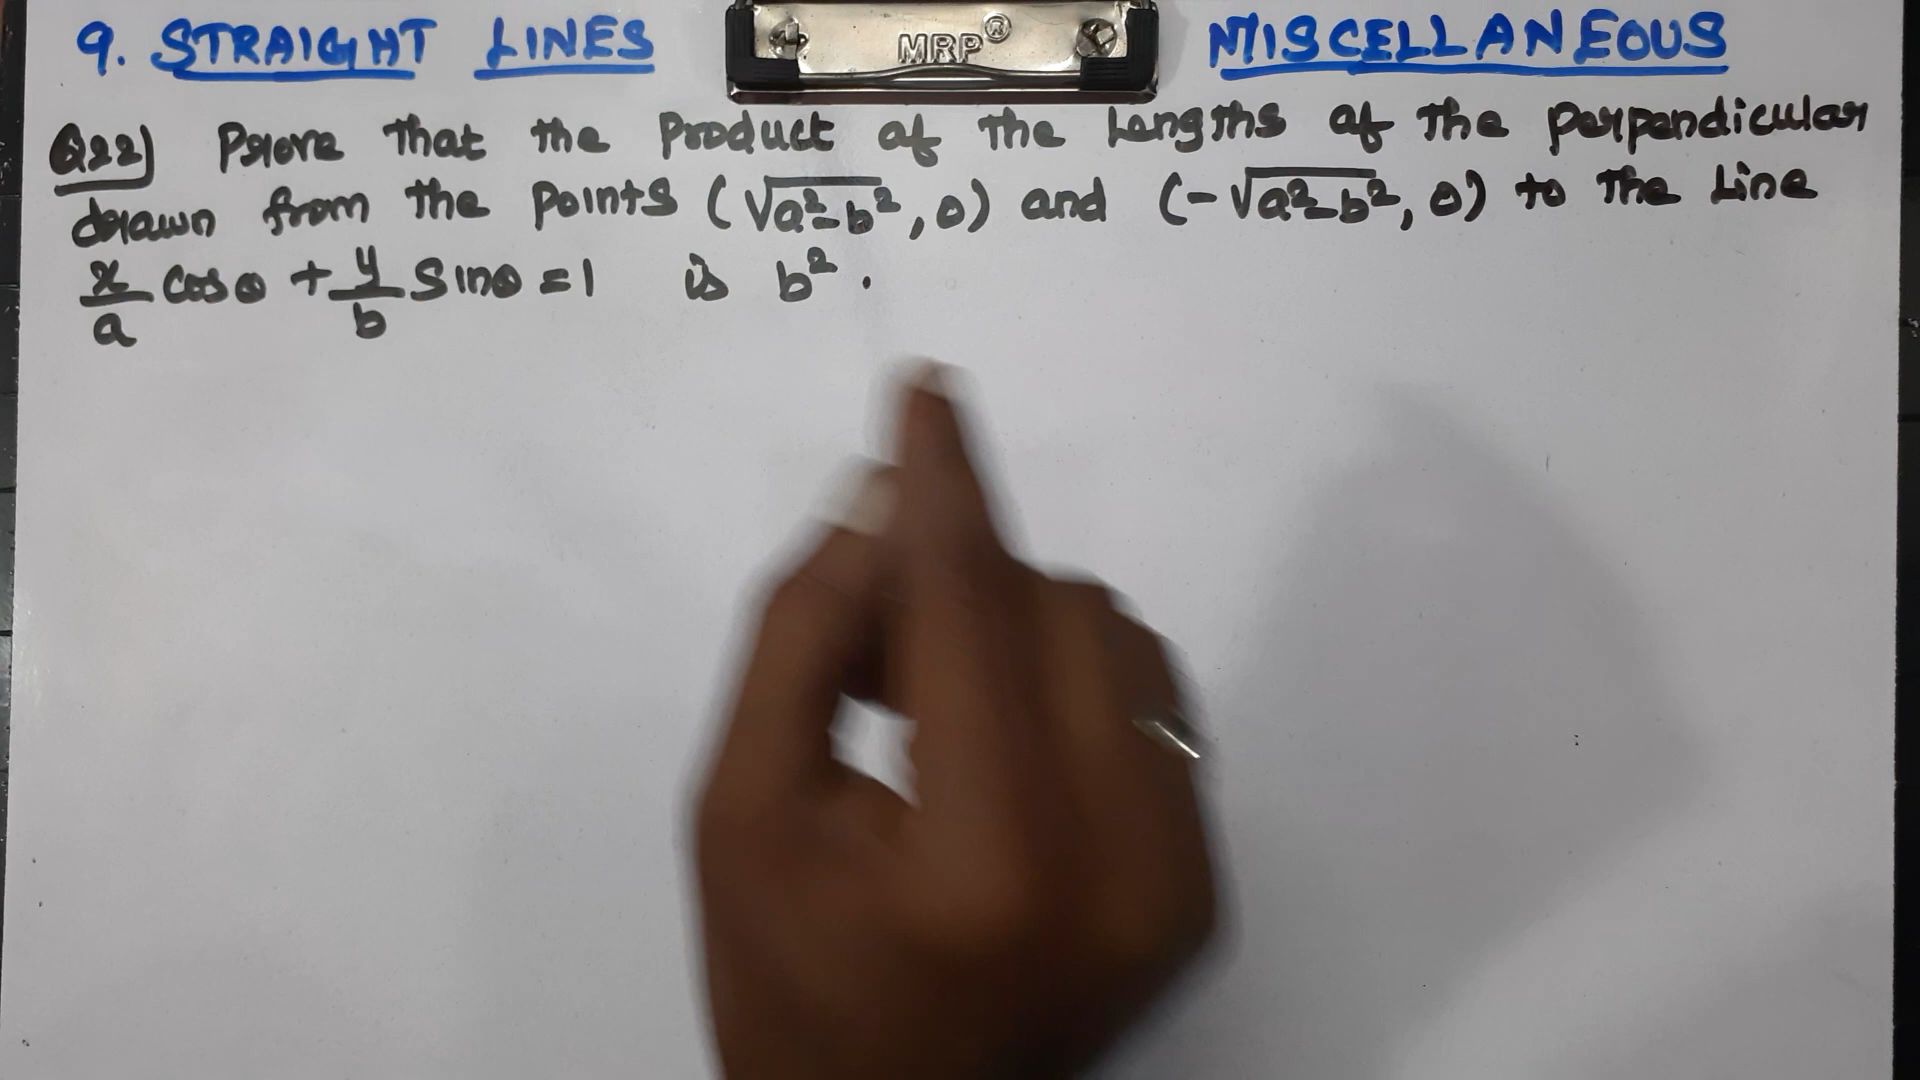 9. STRAIGHT LINES MRP® MISCELLANEOUS
Q22) Prove that the product of the lengths of the perpendicular
drawn from the points (√a²-b², 0) and (-√a²-b², 0) to the line
x/a cosθ + y/b sinθ = 1 is b².